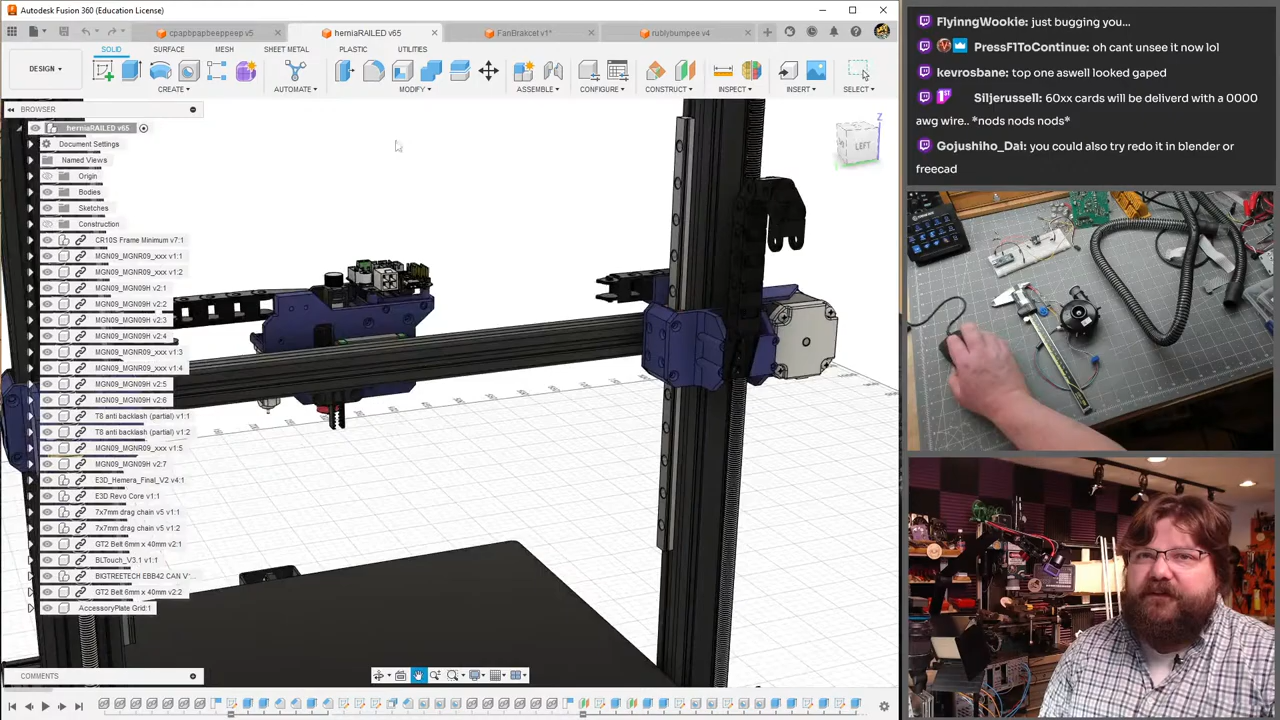 Autodesk Fusion 360 (Education License)
cpapbpapbeeppeep v5
herniaRAILED v65
FanBrakcet v1*
rublybumpee v4
SOLID
SURFACE
MESH
SHEET METAL
PLASTIC
UTILITIES
DESIGN
CREATE
AUTOMATE
MODIFY
ASSEMBLE
CONFIGURE
CONSTRUCT
INSPECT
INSERT
SELECT
BROWSER
herniaRAILED v65
Document Settings
Named Views
Origin
Bodies
Sketches
Construction
CR10S Frame Minimum v7:1
MGN09_MGNR09_xxx v1:1
MGN09_MGNR09_xxx v1:2
MGN09_MGN09H v2:1
MGN09_MGN09H v2:2
MGN09_MGN09H v2:3
MGN09_MGN09H v2:4
MGN09_MGNR09_xxx v1:3
MGN09_MGNR09_xxx v1:4
MGN09_MGN09H v2:5
MGN09_MGN09H v2:6
T8 anti backlash (partial) v1:1
T8 anti backlash (partial) v1:2
MGN09_MGNR09_xxx v1:5
MGN09_MGN09H v2:7
E3D_Hemera_Final_V2 v4:1
E3D Revo Core v1:1
7x7mm drag chain v5 v1:1
7x7mm drag chain v5 v1:2
GT2 Belt 6mm x 40mm v2:1
BLTouch_V3.1 v1:1
BIGTREETECH EBB42 CAN V'...
GT2 Belt 6mm x 40mm v2:2
AccessoryPlate Grid:1
COMMENTS
LEFT
Z
FlyinngWookie: just bugging you...
PressF1ToContinue: oh cant unsee it now lol
kevrosbane: top one aswell looked gaped
Siljerussell: 60xx cards will be delivered with a 0000
awg wire.. *nods nods nods*
Gojushiho_Dai: you could also try redo it in blender or
freecad